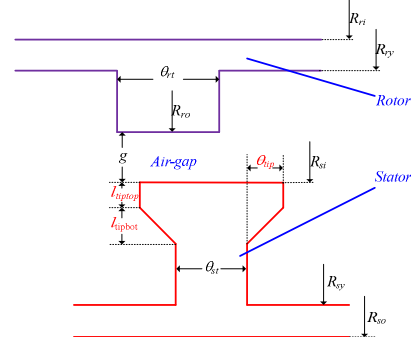 R_ri
R_ry
θ_rt
Rotor
R_ro
g
Air-gap
θ_tip
R_si
Stator
l_tiptop
l_tipbot
θ_st
R_sy
R_so